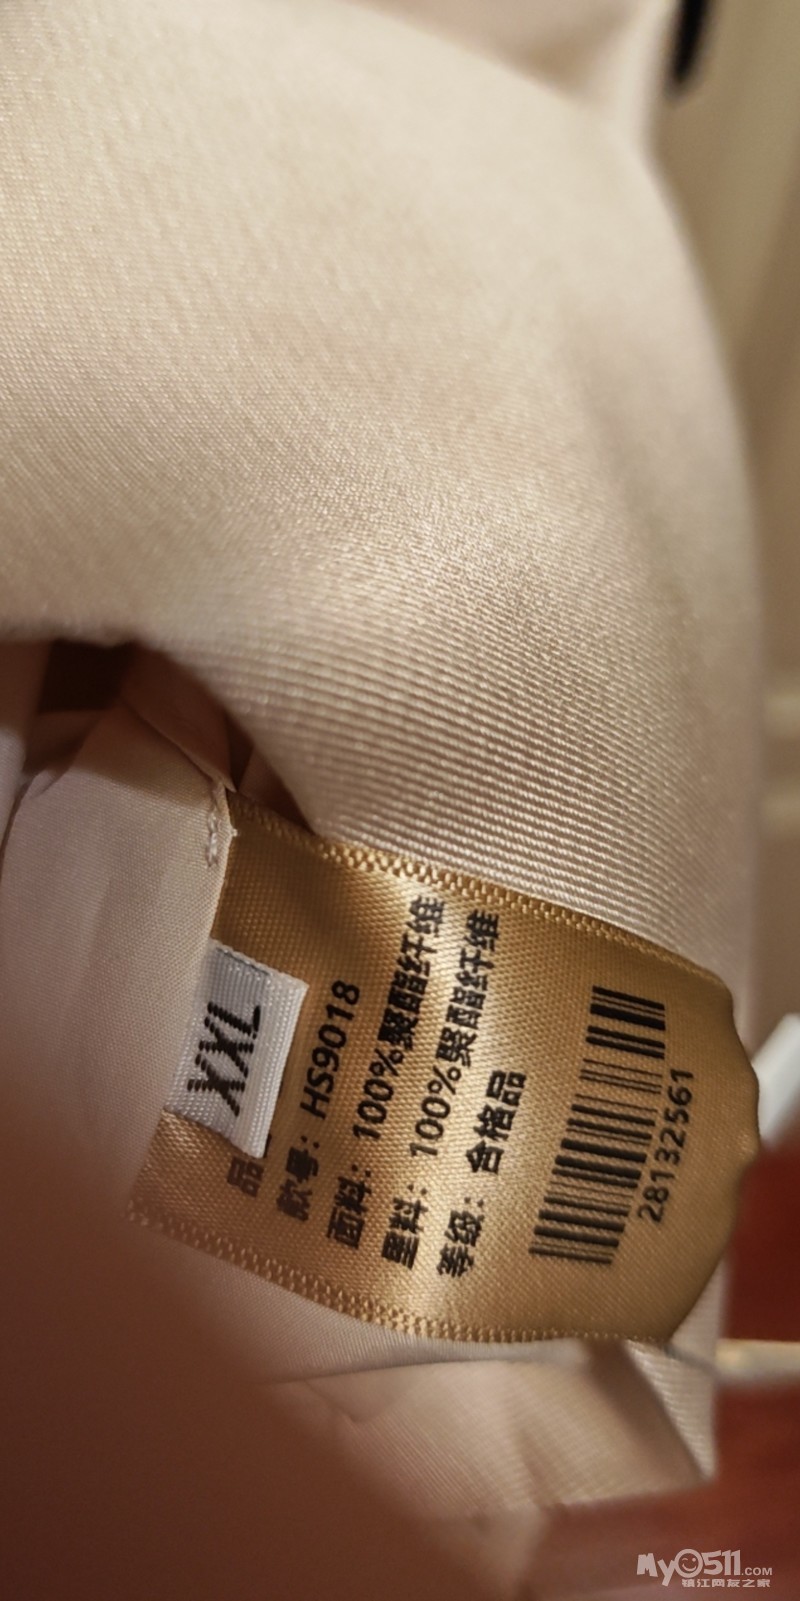 XXL
品
款号：HS9018
面料：100%聚酯纤维
里料：100%聚酯纤维
等级：合格品
28132561
MY0511.COM
镇江网友之家